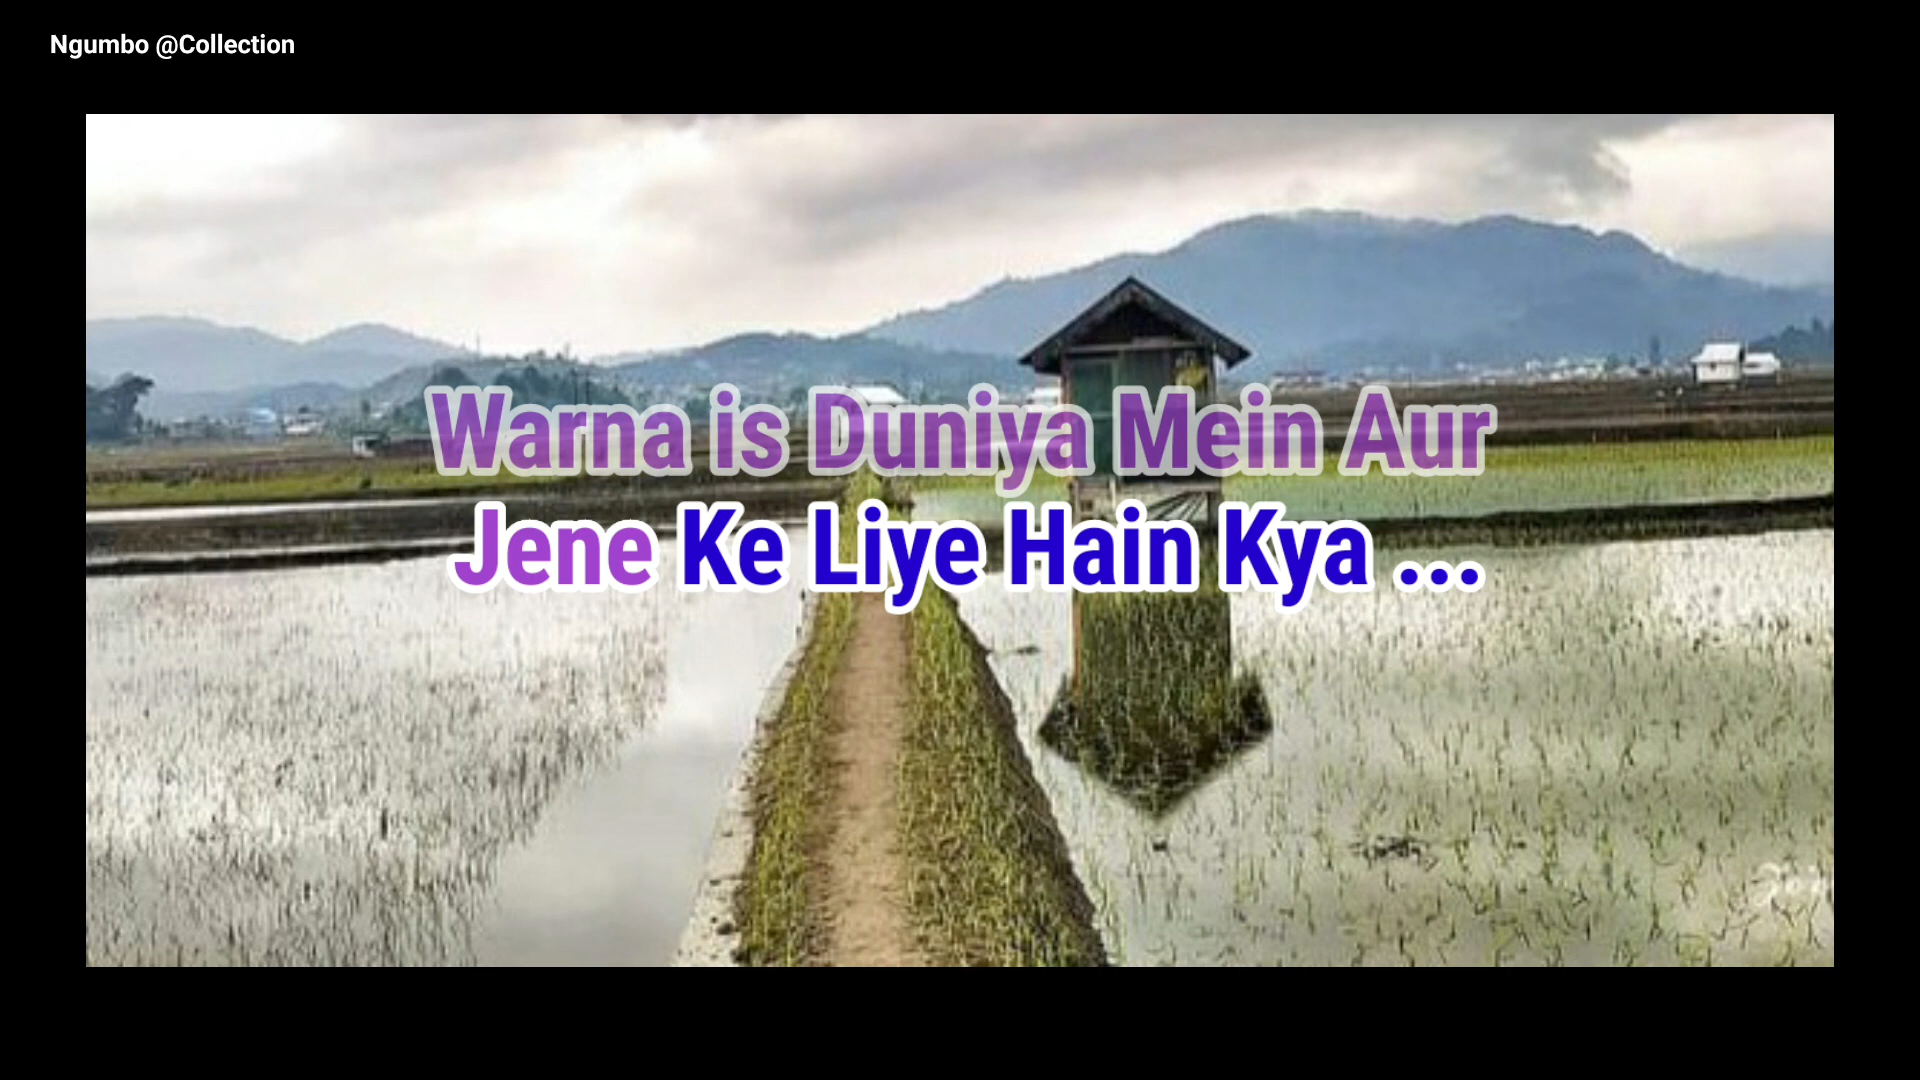 Ngumbo @Collection
Warna is Duniya Mein Aur
Jene Ke Liye Hain Kya ...